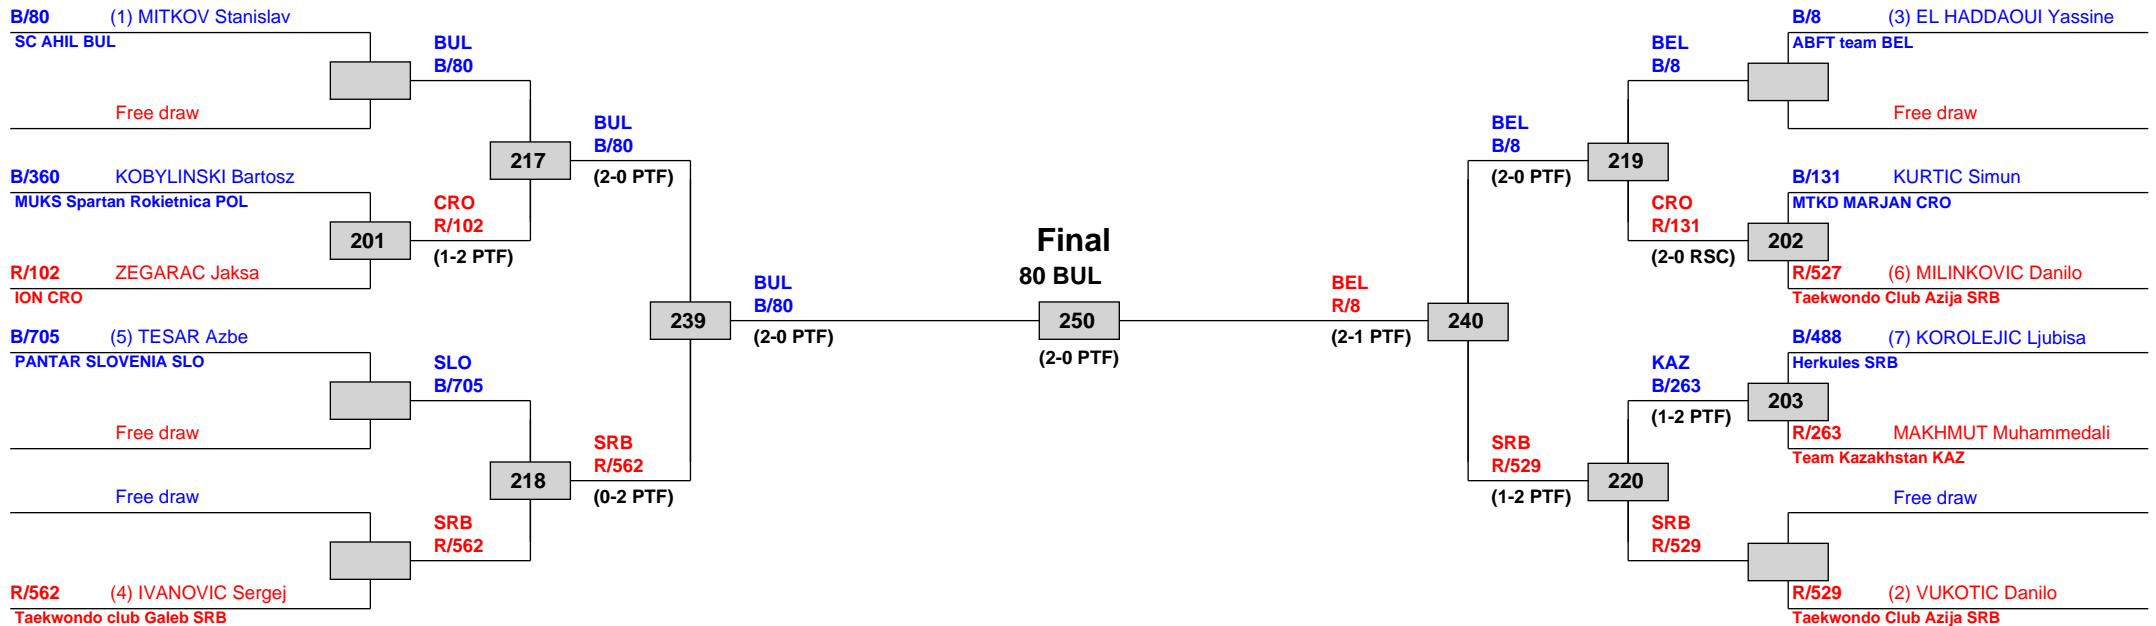 B/80 (1) MITKOV Stanislav
SC AHIL BUL
Free draw
B/360 KOBYLINSKI Bartosz
MUKS Spartan Rokietnica POL
201
R/102 ZEGARAC Jaksa
ION CRO
B/705 (5) TESAR Azbe
PANTAR SLOVENIA SLO
Free draw
Free draw
R/562 (4) IVANOVIC Sergej
Taekwondo club Galeb SRB
BUL
B/80
217
CRO
R/102
(1-2 PTF)
SLO
B/705
218
SRB
R/562
BUL
B/80
(2-0 PTF)
239
SRB
R/562
(0-2 PTF)
BUL
B/80
(2-0 PTF)
Final
80 BUL
250
(2-0 PTF)
BEL
R/8
(2-1 PTF)
240
BEL
B/8
(2-0 PTF)
SRB
R/529
(1-2 PTF)
219
220
BEL
B/8
CRO
R/131
(2-0 RSC)
KAZ
B/263
(1-2 PTF)
SRB
R/529
B/8 (3) EL HADDAOUI Yassine
ABFT team BEL
Free draw
B/131 KURTIC Simun
MTKD MARJAN CRO
202
R/527 (6) MILINKOVIC Danilo
Taekwondo Club Azija SRB
B/488 (7) KOROLEJIC Ljubisa
Herkules SRB
203
R/263 MAKHMUT Muhammedali
Team Kazakhstan KAZ
Free draw
R/529 (2) VUKOTIC Danilo
Taekwondo Club Azija SRB